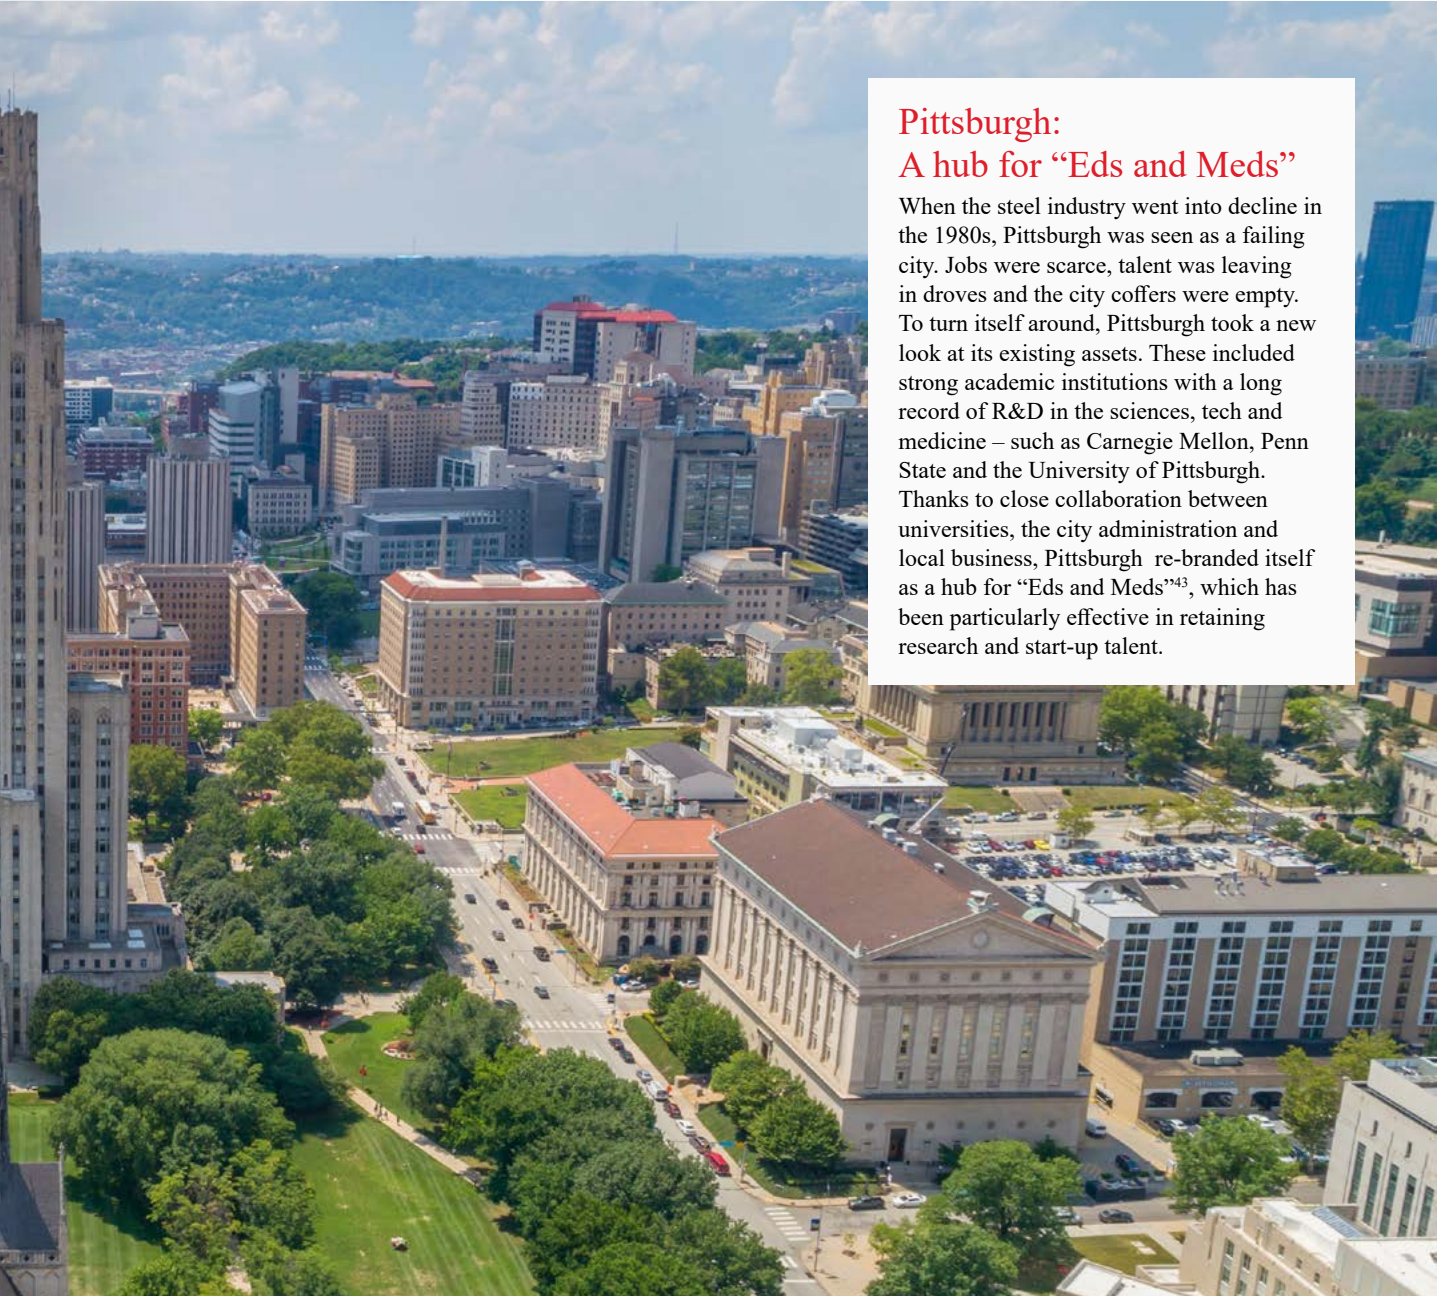 Pittsburgh:
A hub for “Eds and Meds”
When the steel industry went into decline in
the 1980s, Pittsburgh was seen as a failing
city. Jobs were scarce, talent was leaving
in droves and the city coffers were empty.
To turn itself around, Pittsburgh took a new
look at its existing assets. These included
strong academic institutions with a long
record of R&D in the sciences, tech and
medicine – such as Carnegie Mellon, Penn
State and the University of Pittsburgh.
Thanks to close collaboration between
universities, the city administration and
local business, Pittsburgh  re-branded itself
as a hub for “Eds and Meds”43, which has
been particularly effective in retaining
research and start-up talent.